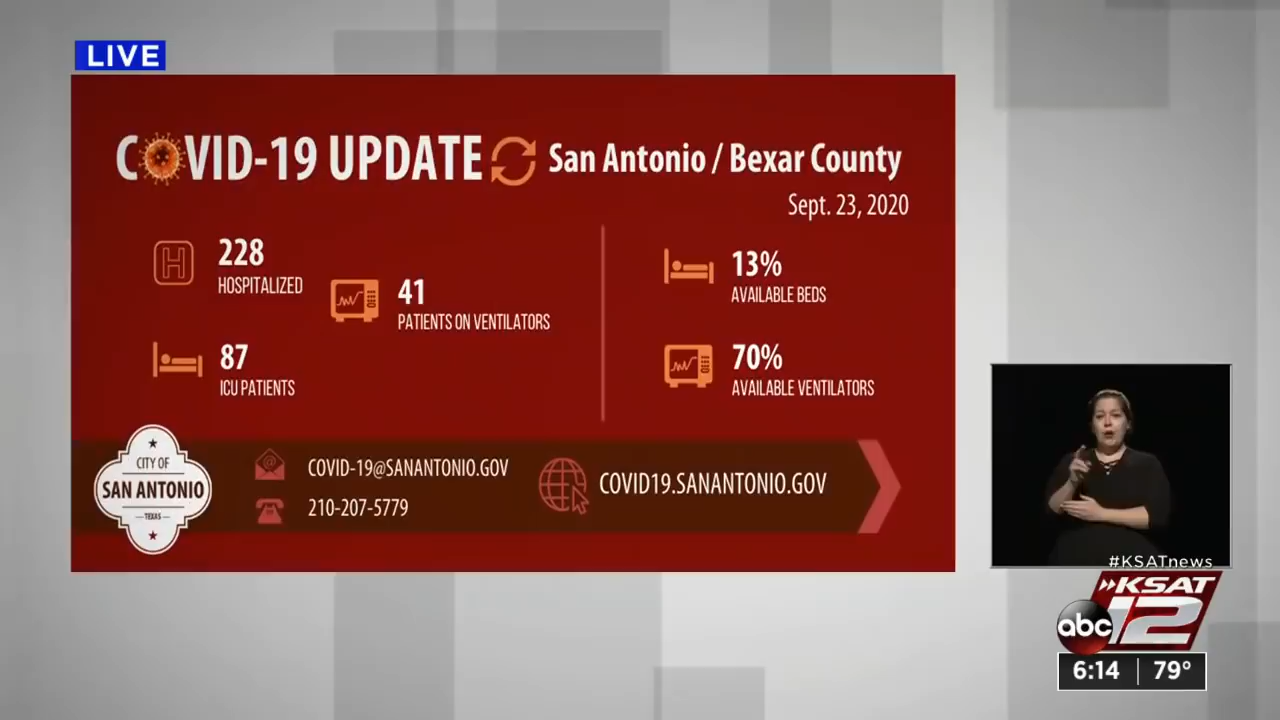 LIVE
COVID-19 UPDATE
San Antonio / Bexar County
Sept. 23, 2020
228
HOSPITALIZED
41
PATIENTS ON VENTILATORS
87
ICU PATIENTS
13%
AVAILABLE BEDS
70%
AVAILABLE VENTILATORS
CITY OF
SAN ANTONIO
TEXAS
COVID-19@SANANTONIO.GOV
210-207-5779
COVID19.SANANTONIO.GOV
#KSATnews
KSAT
abc 12
6:14 79°